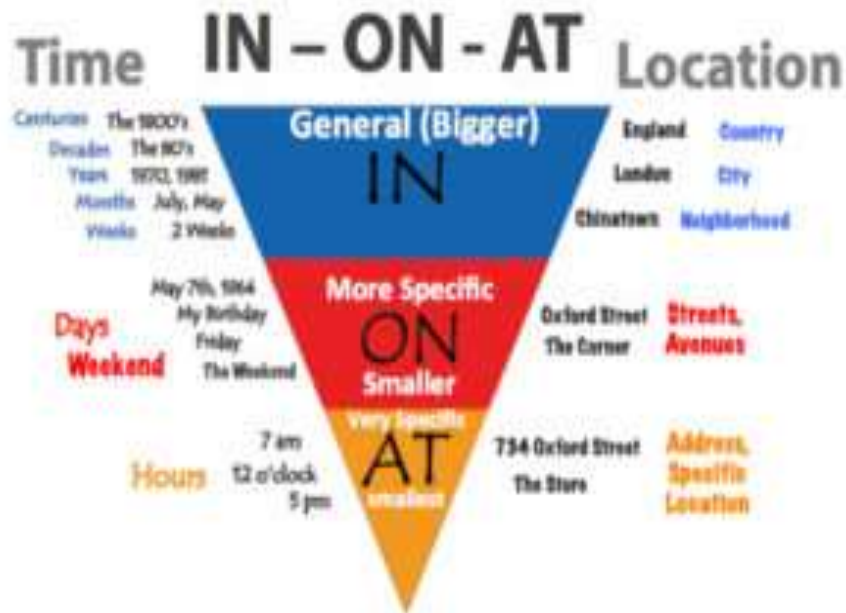 IN – ON - AT
Time
Location
General (Bigger)
IN
Centuries The 1800's
Decades The 80's
Years 1970, 1981
Months July, May
Weeks 2 Weeks
England Country
London City
Chinatown Neighborhood
More Specific
ON
Smaller
May 7th, 1964
My Birthday
Friday
The Weekend
Days
Weekend
Oxford Street Streets,
The Corner Avenues
Very Specific
AT
smallest
7 am
12 o'clock
5 pm
Hours
734 Oxford Street Address,
The Store Specific
Location